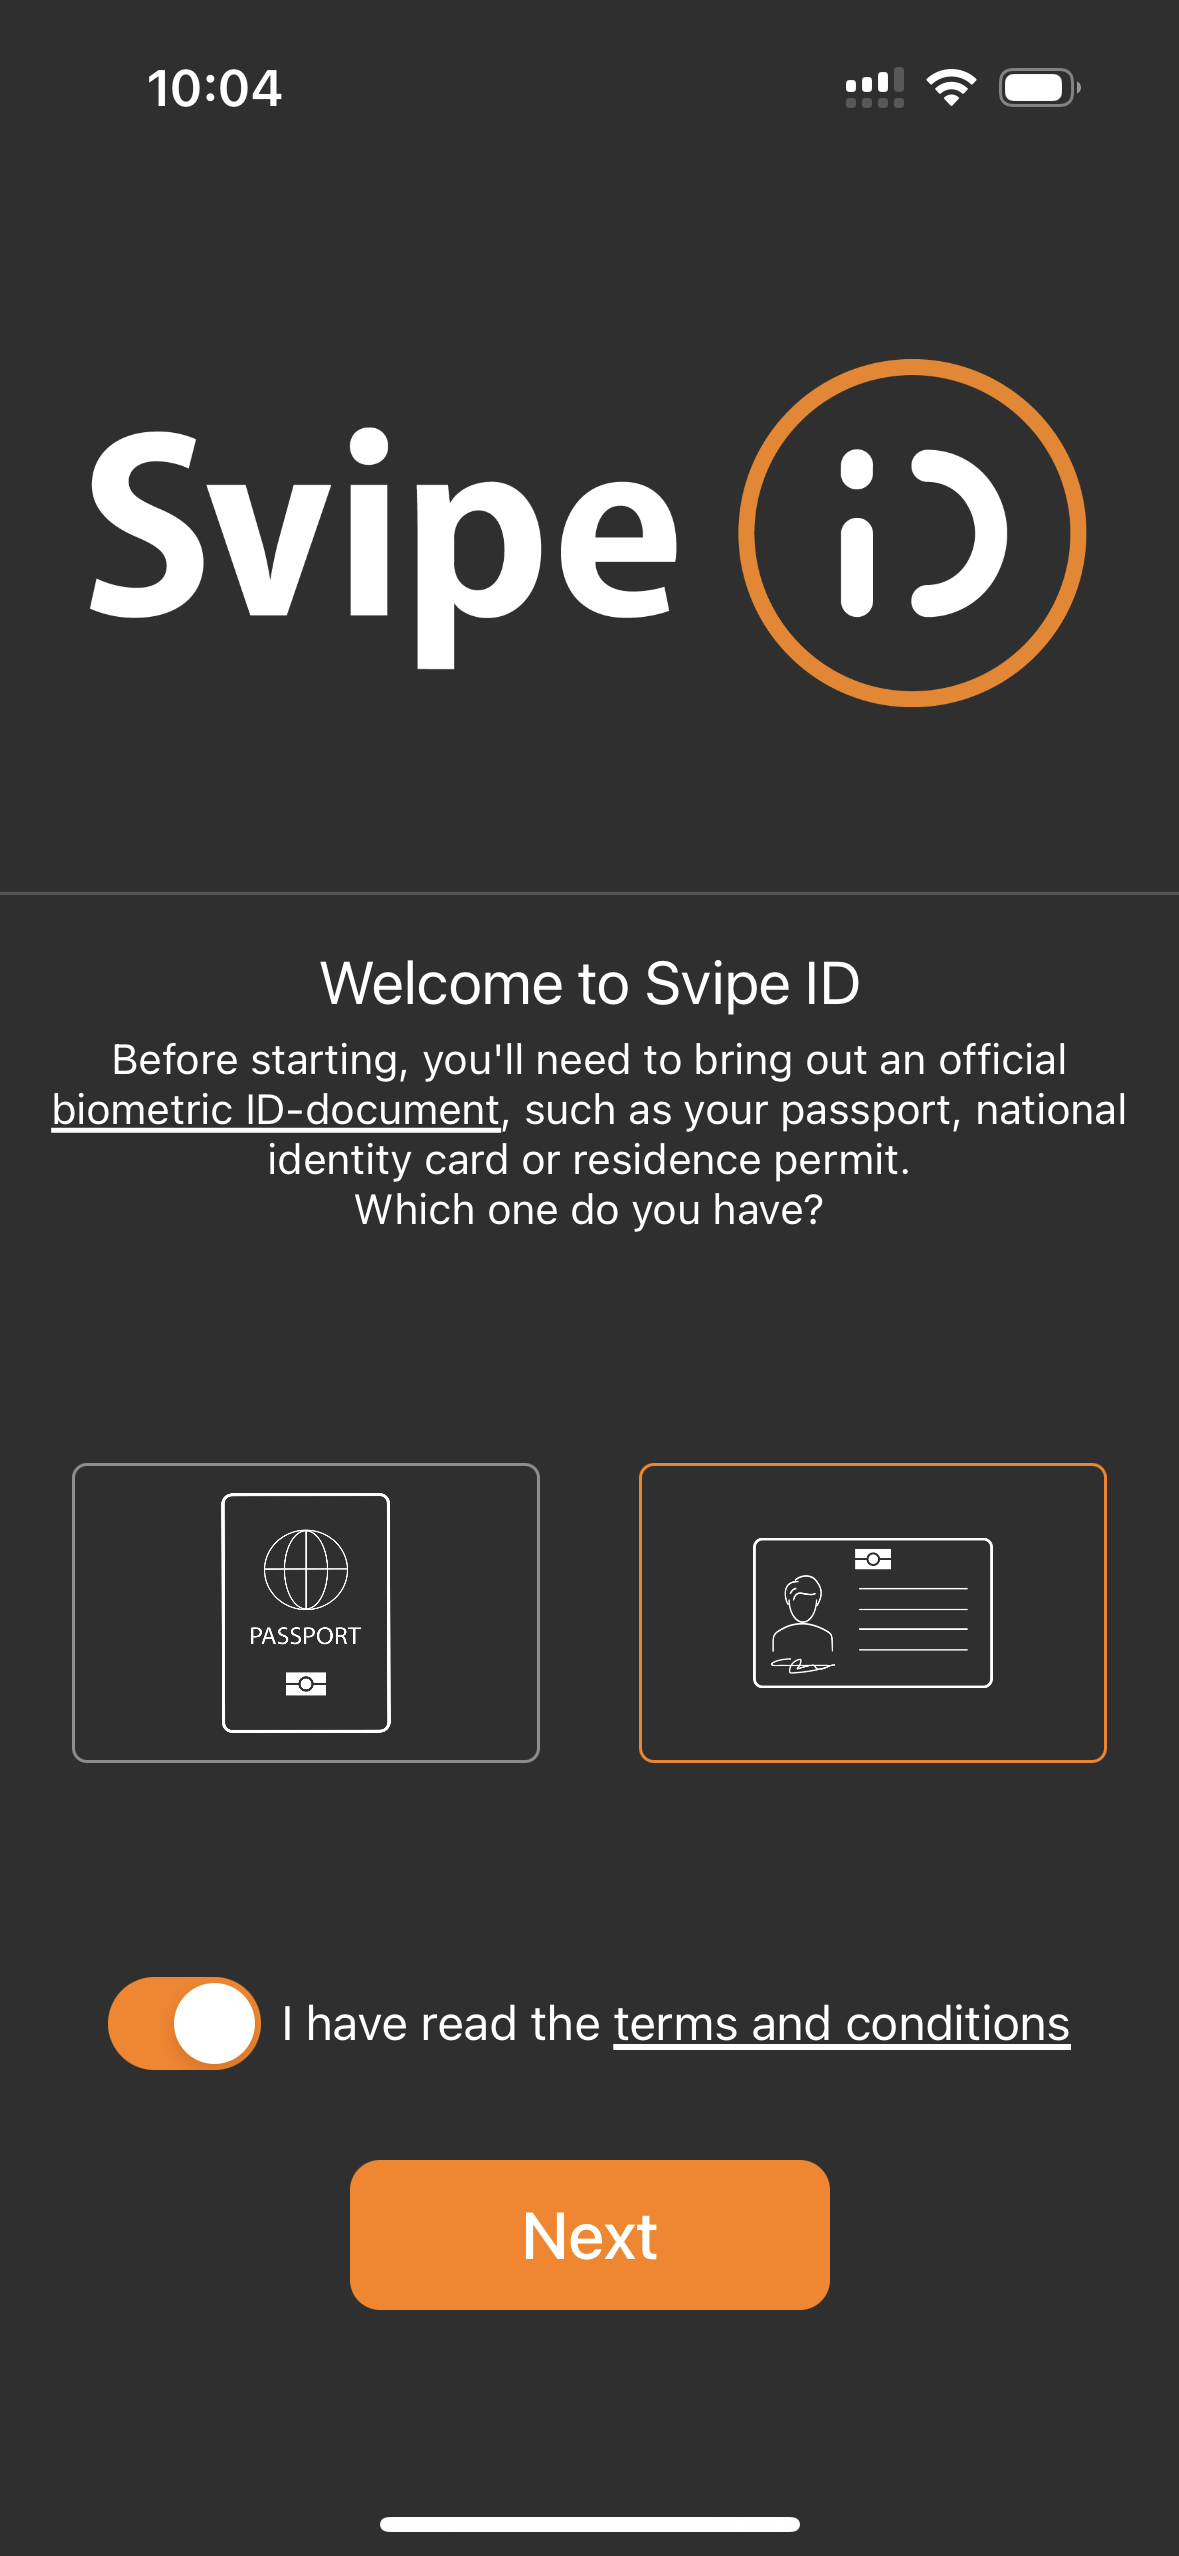 10:04
Svipe iD
Welcome to Svipe ID
Before starting, you'll need to bring out an official
biometric ID-document, such as your passport, national
identity card or residence permit.
Which one do you have?
PASSPORT
I have read the terms and conditions
Next